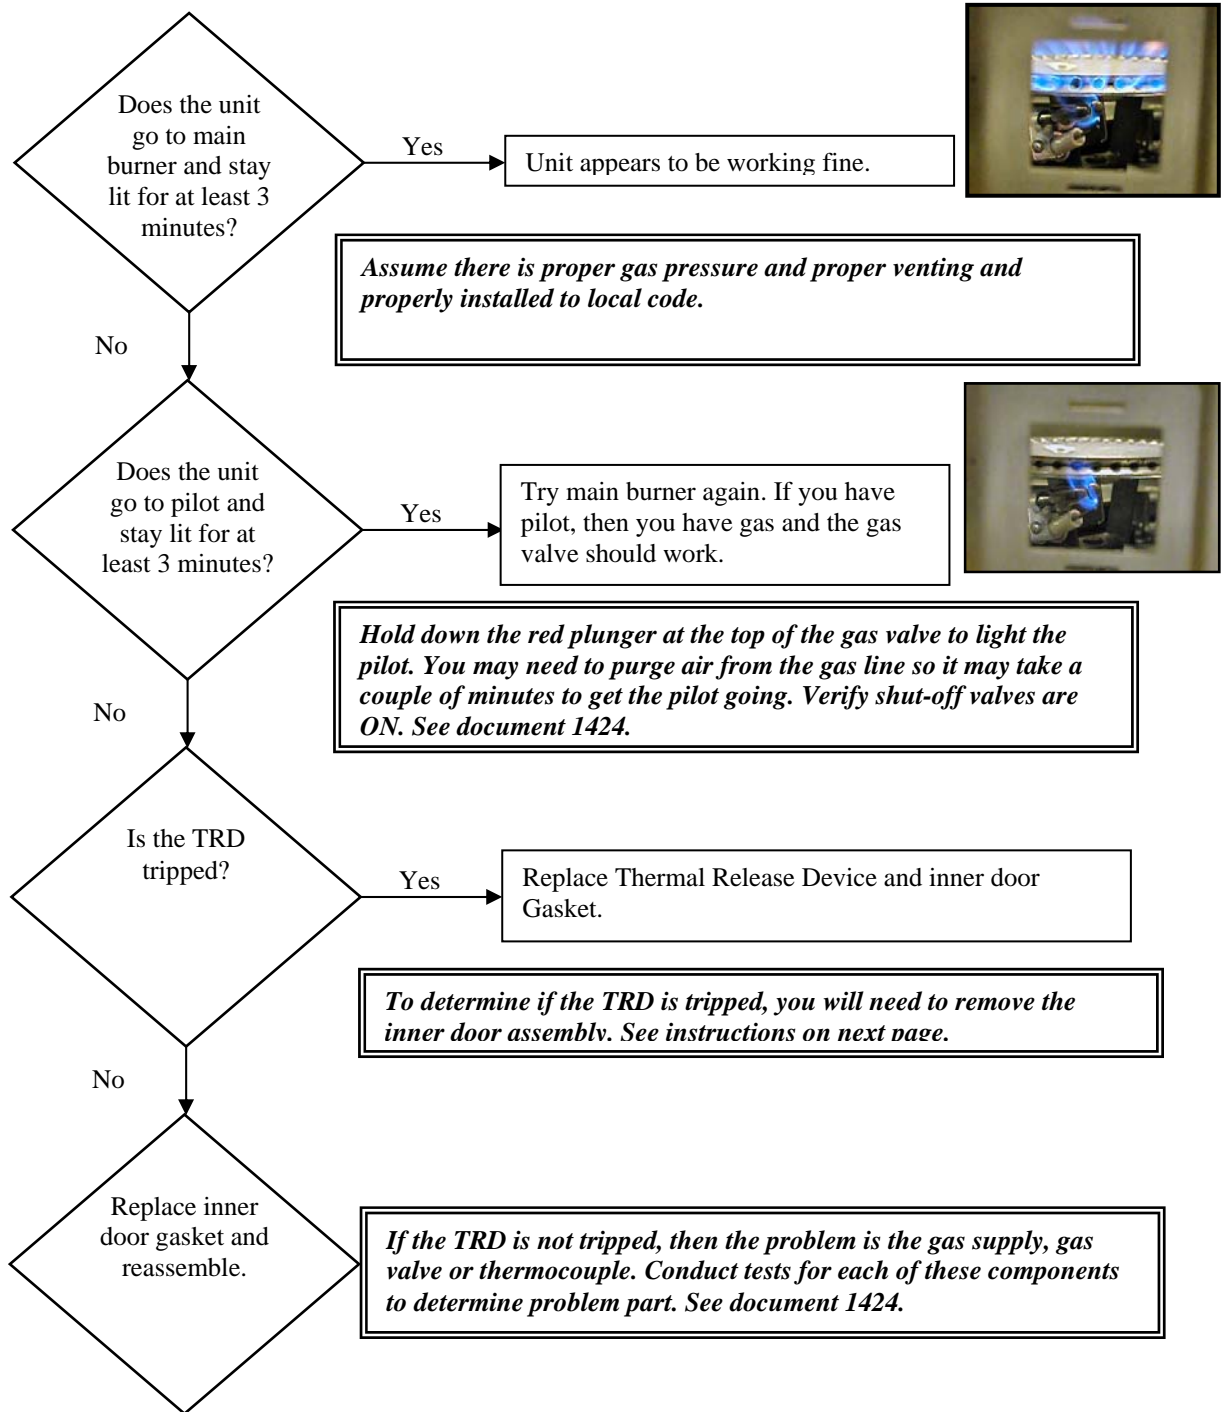 Does the unit
go to main
burner and stay
lit for at least 3
minutes?
Yes
Unit appears to be working fine.
Assume there is proper gas pressure and proper venting and
properly installed to local code.
No
Does the unit
go to pilot and
stay lit for at
least 3 minutes?
Yes
Try main burner again. If you have
pilot, then you have gas and the gas
valve should work.
Hold down the red plunger at the top of the gas valve to light the
pilot. You may need to purge air from the gas line so it may take a
couple of minutes to get the pilot going. Verify shut-off valves are
ON. See document 1424.
No
Is the TRD
tripped?
Yes
Replace Thermal Release Device and inner door
Gasket.
To determine if the TRD is tripped, you will need to remove the
inner door assembly. See instructions on next page.
No
Replace inner
door gasket and
reassemble.
If the TRD is not tripped, then the problem is the gas supply, gas
valve or thermocouple. Conduct tests for each of these components
to determine problem part. See document 1424.